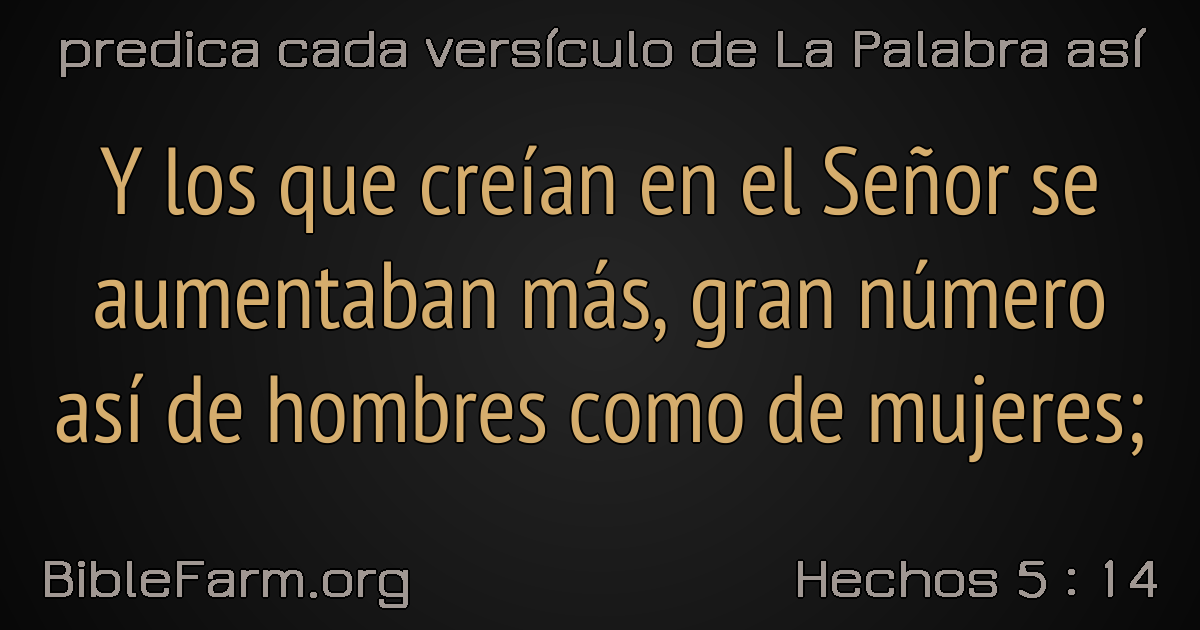 predica cada versículo de La Palabra así
Y los que creían en el Señor se
aumentaban más, gran número
así de hombres como de mujeres;
BibleFarm.org
Hechos 5 : 14